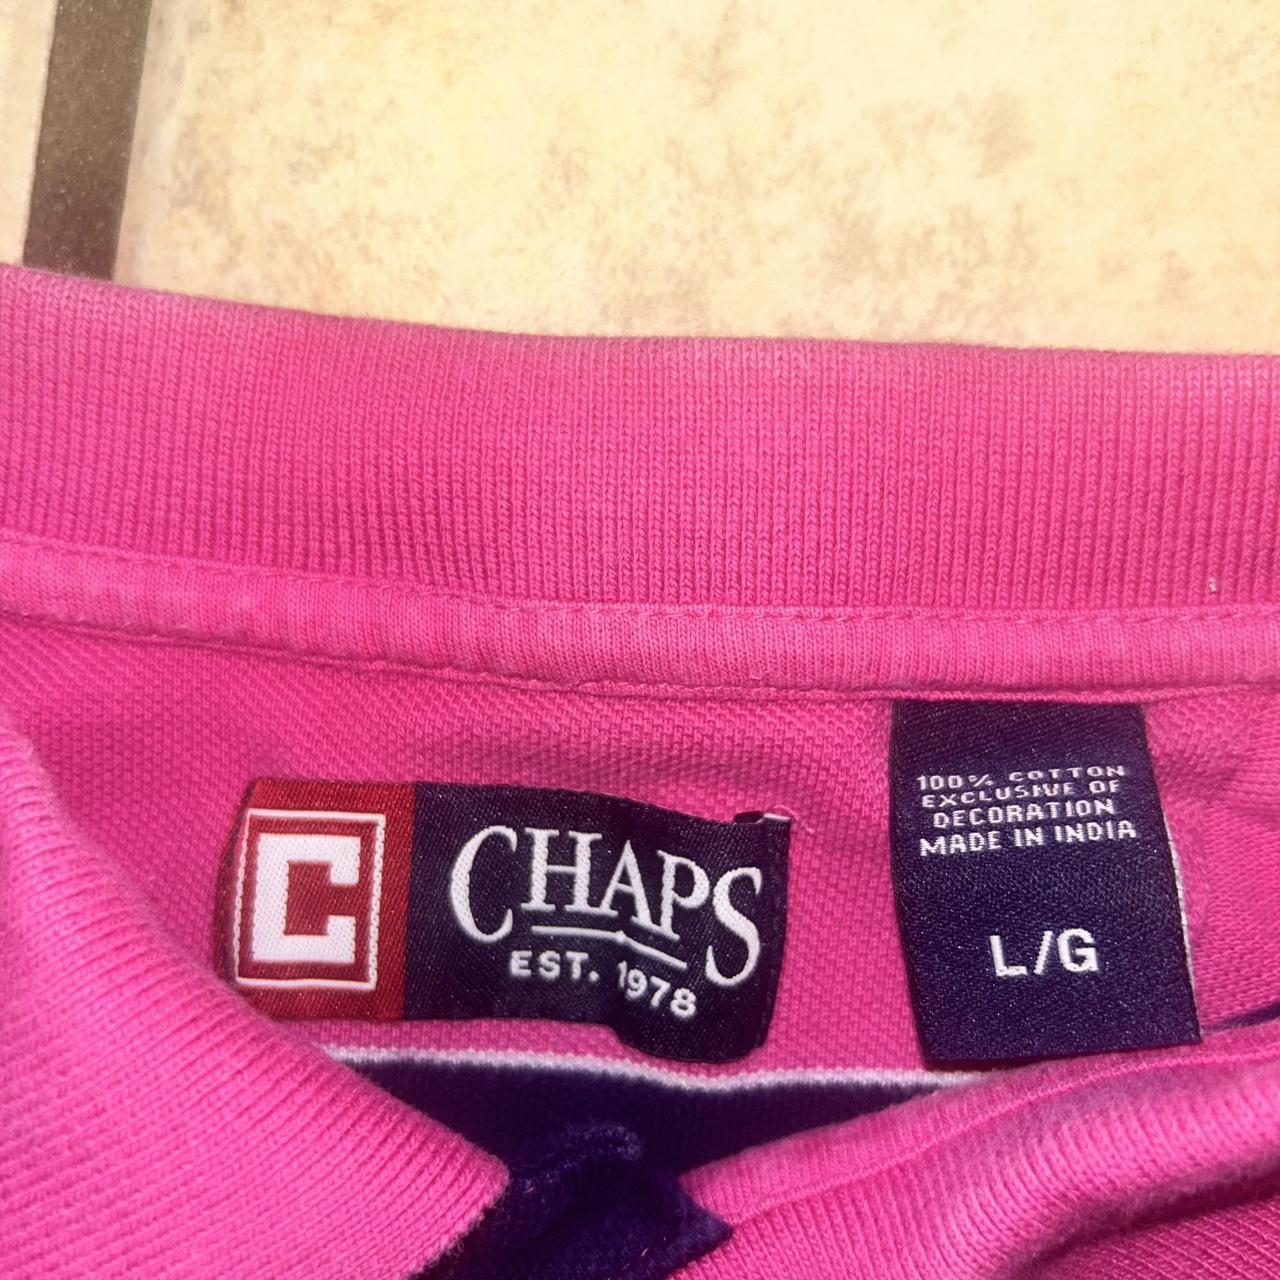 C
CHAPS
EST. 1978
100% COTTON
EXCLUSIVE OF
DECORATION
MADE IN INDIA
L/G